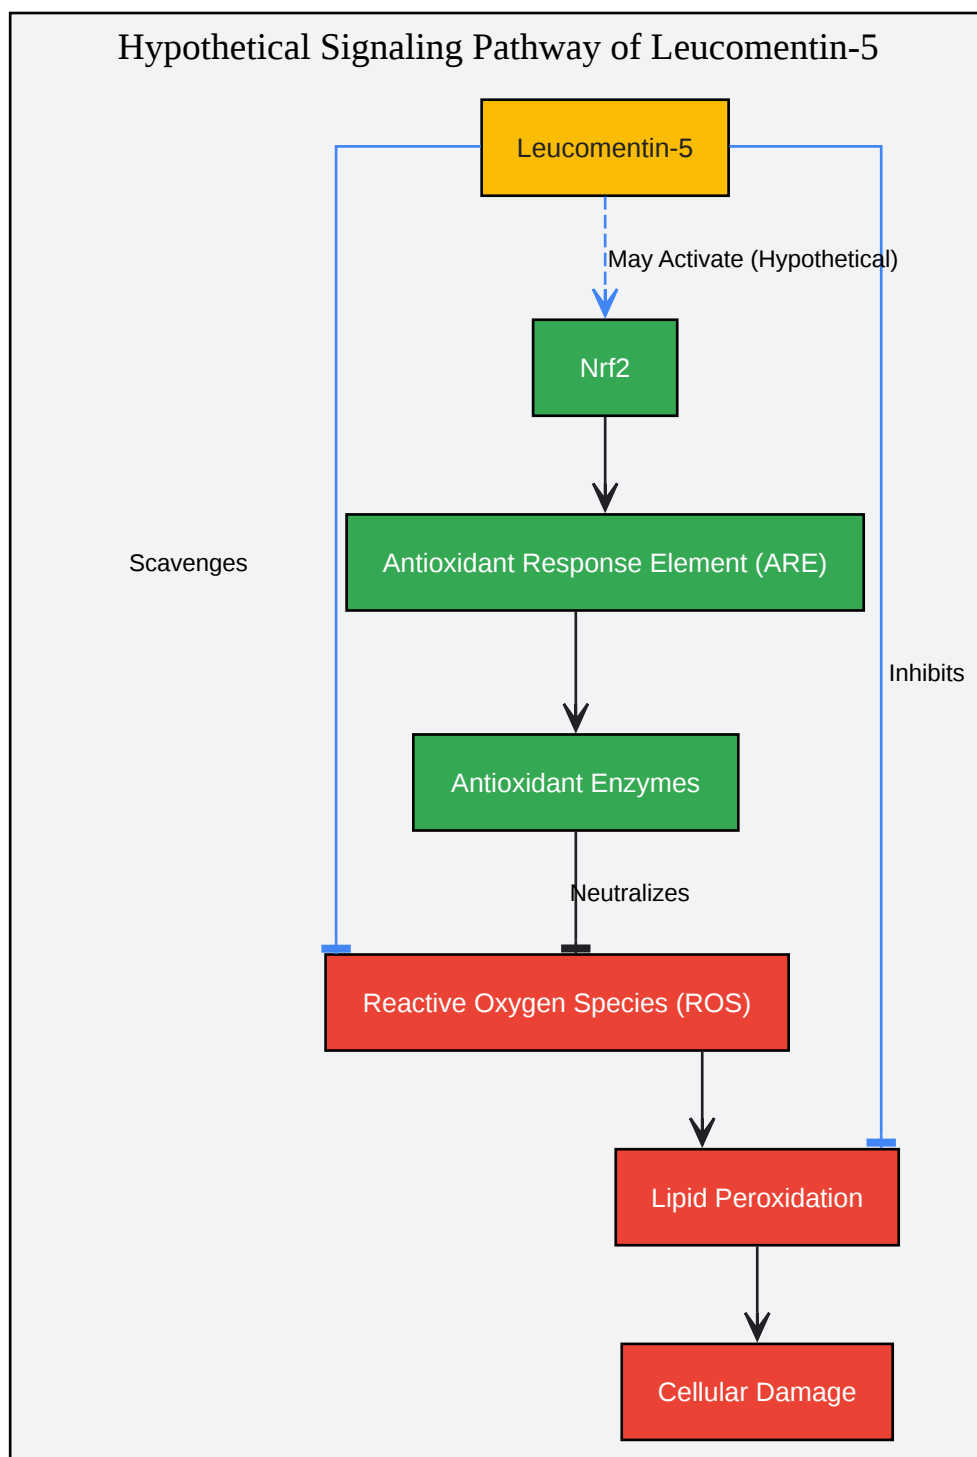 Hypothetical Signaling Pathway of Leucomentin-5
Leucomentin-5
May Activate (Hypothetical)
Nrf2
Scavenges
Antioxidant Response Element (ARE)
Inhibits
Antioxidant Enzymes
Neutralizes
Reactive Oxygen Species (ROS)
Lipid Peroxidation
Cellular Damage